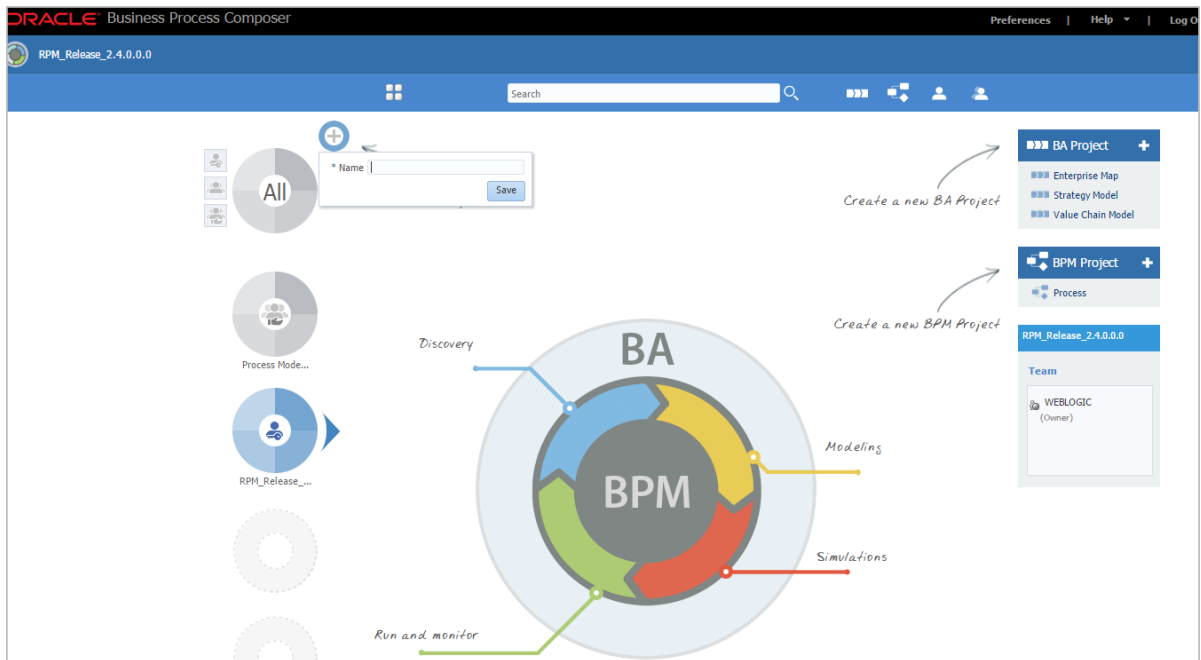 ORACLE Business Process Composer
Preferences | Help | Log O
RPM_Release_2.4.0.0.0
Search
All
* Name
Save
Process Mode...
RPM_Release_...
Discovery
BA
BPM
Modeling
Simulations
Run and monitor
Create a new BA Project
BA Project
Enterprise Map
Strategy Model
Value Chain Model
Create a new BPM Project
BPM Project
Process
RPM_Release_2.4.0.0.0
Team
WEBLOGIC
(Owner)